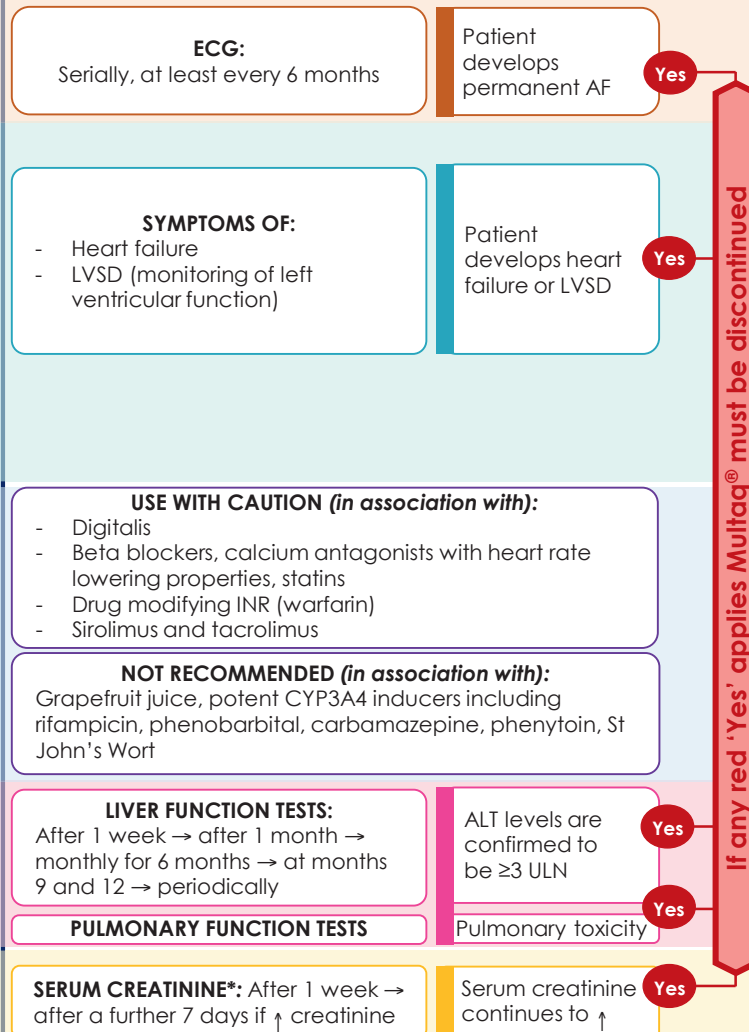 ECG:
Serially, at least every 6 months
Patient
develops
permanent AF
Yes
SYMPTOMS OF:
- Heart failure
- LVSD (monitoring of left
ventricular function)
Patient
develops heart
failure or LVSD
Yes
USE WITH CAUTION (in association with):
- Digitalis
- Beta blockers, calcium antagonists with heart rate
lowering properties, statins
- Drug modifying INR (warfarin)
- Sirolimus and tacrolimus
NOT RECOMMENDED (in association with):
Grapefruit juice, potent CYP3A4 inducers including
rifampicin, phenobarbital, carbamazepine, phenytoin, St
John’s Wort
LIVER FUNCTION TESTS:
After 1 week → after 1 month →
monthly for 6 months → at months
9 and 12 → periodically
ALT levels are
confirmed to
be ≥3 ULN
Yes
PULMONARY FUNCTION TESTS
Pulmonary toxicity
Yes
SERUM CREATININE*: After 1 week →
after a further 7 days if ↑ creatinine
Serum creatinine
continues to ↑
Yes
If any red ‘Yes’ applies Multaq® must be discontinued